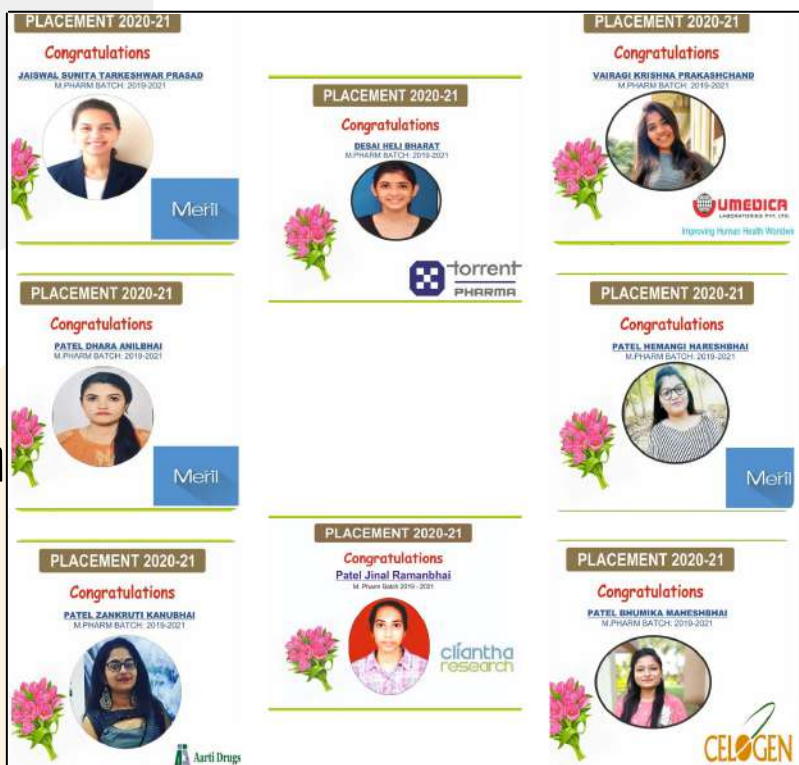 PLACEMENT 2020-21
Congratulations
JAISWAL SUNITA TARKESHWAR PRASAD
M.PHARM BATCH: 2019-2021
Meril
PLACEMENT 2020-21
Congratulations
DESAI HELI BHARAT
M.PHARM BATCH: 2019-2021
torrent
PHARMA
PLACEMENT 2020-21
Congratulations
VAIRAGI KRISHNA PRAKASHCHAND
M.PHARM BATCH: 2019-2021
UMEDICA
LABORATORIES PVT. LTD.
Improving Human Health Worldwi
PLACEMENT 2020-21
Congratulations
PATEL DHARA ANILBHAI
M.PHARM BATCH: 2019-2021
Meril
PLACEMENT 2020-21
Congratulations
PATEL HEMANGI HARESHBHAI
M.PHARM BATCH: 2019-2021
Meril
PLACEMENT 2020-21
Congratulations
PATEL ZANKRUTI KANUBHAI
M.PHARM BATCH: 2019-2021
Aarti Drugs
PLACEMENT 2020-21
Congratulations
Patel Jinal Ramanbhai
M. Pharm Batch 2019 - 2021
cliantha
research
PLACEMENT 2020-21
Congratulations
PATEL BHUMIKA MAHESHBHAI
M.PHARM BATCH: 2019-2021
CELOGEN